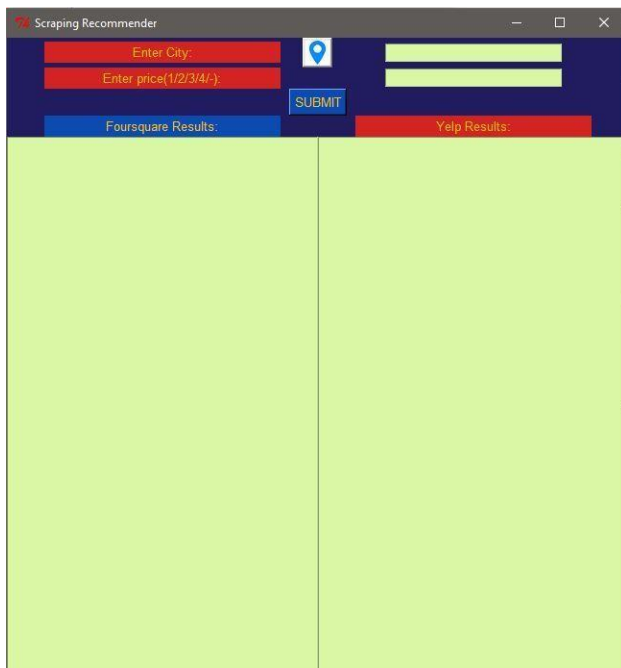 Scraping Recommender
Enter City:
Enter price(1/2/3/4/-):
SUBMIT
Foursquare Results:
Yelp Results: